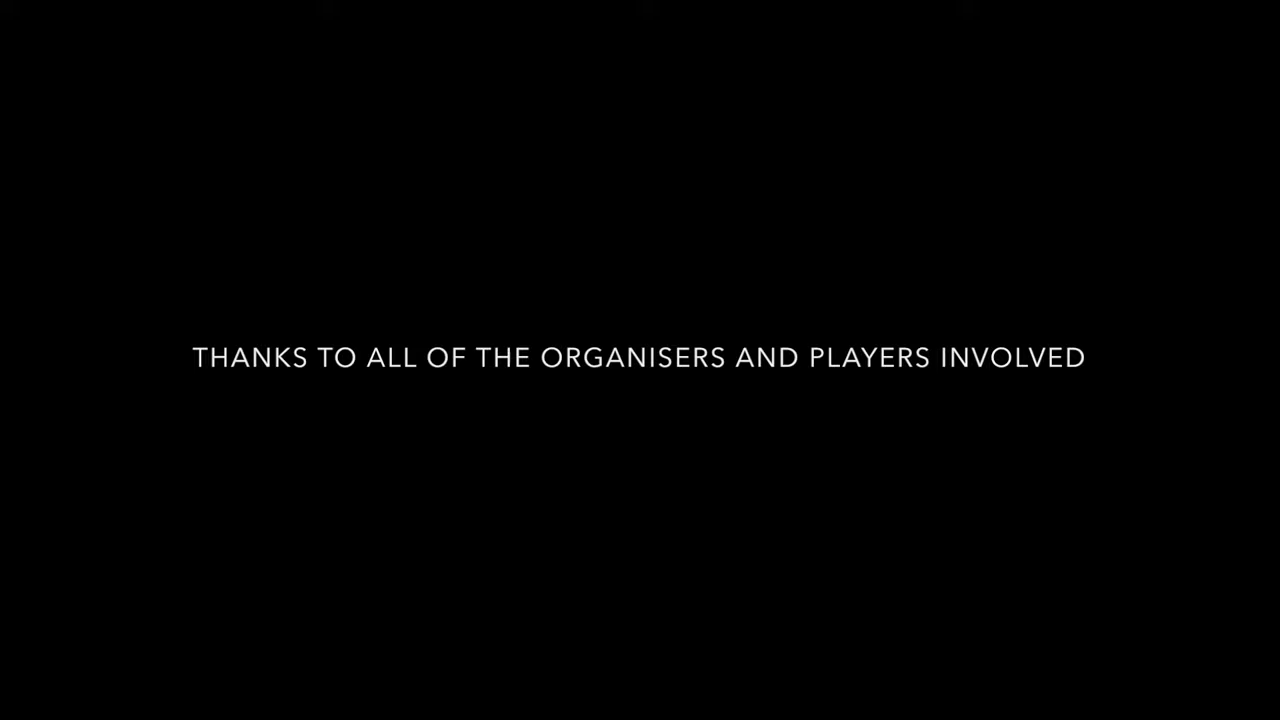 THANKS TO ALL OF THE ORGANISERS AND PLAYERS INVOLVED